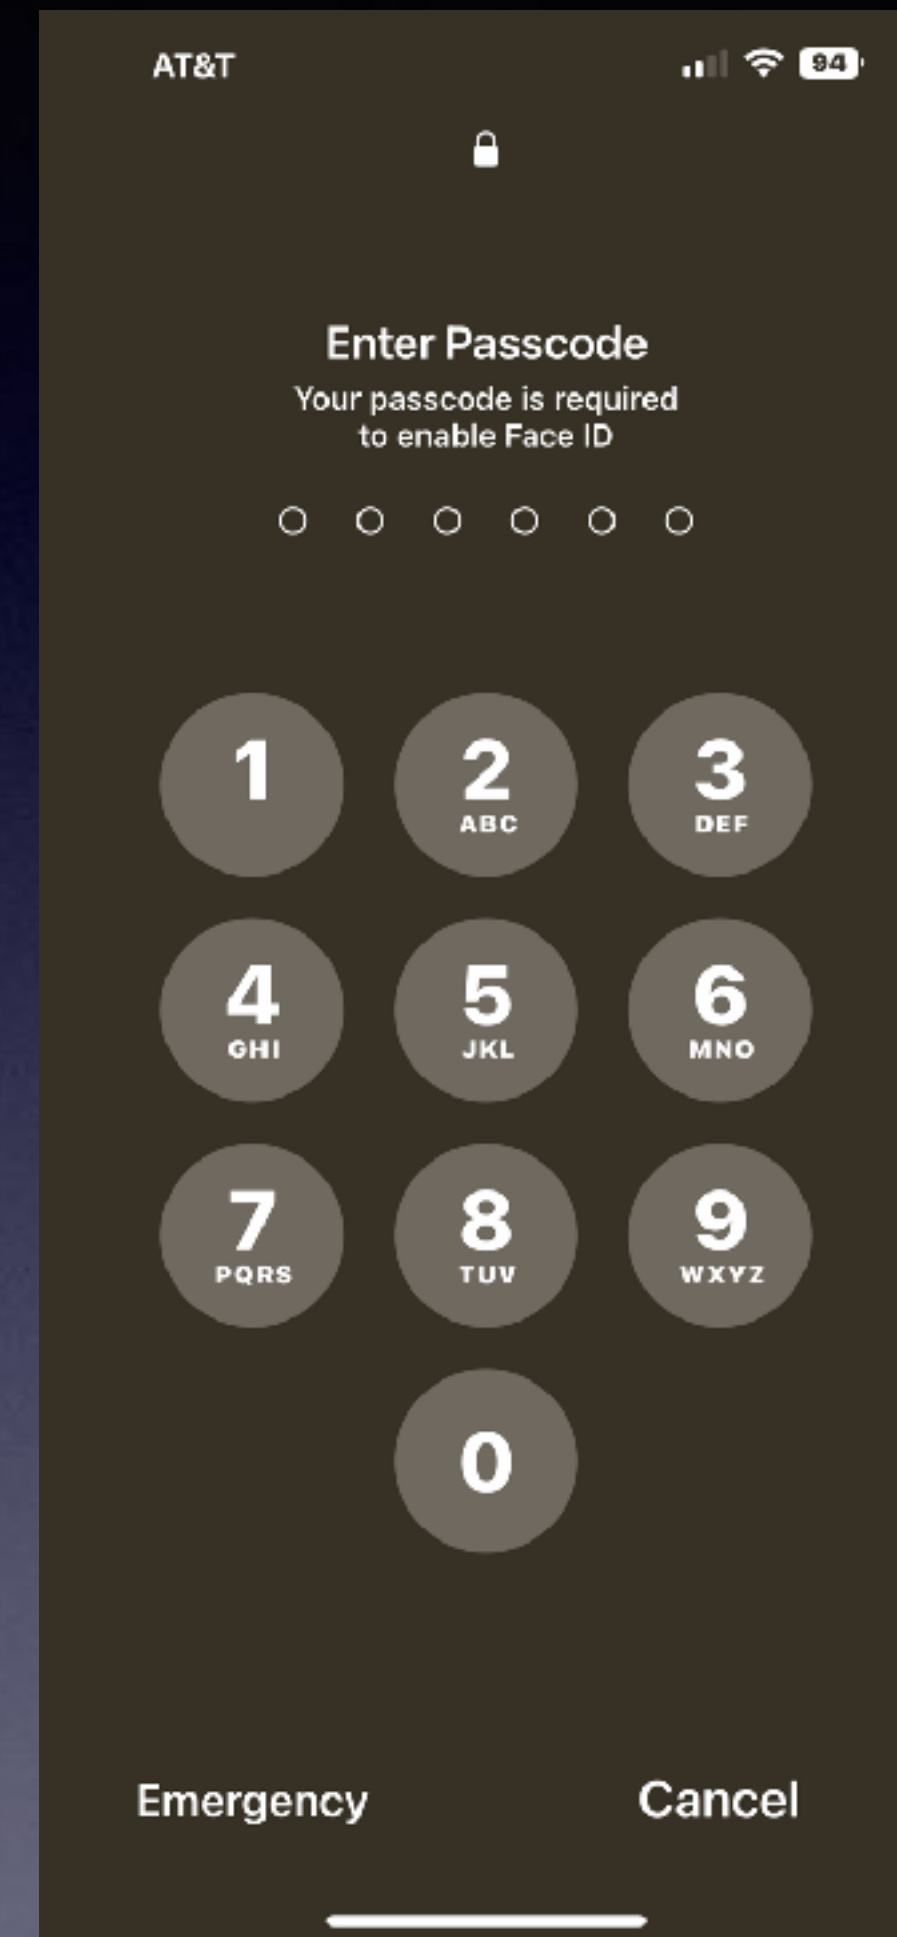 AT&T 94
Enter Passcode
Your passcode is required
to enable Face ID
1 2 3
ABC DEF
4 5 6
GHI JKL MNO
7 8 9
PQRS TUV WXYZ
0
Emergency Cancel